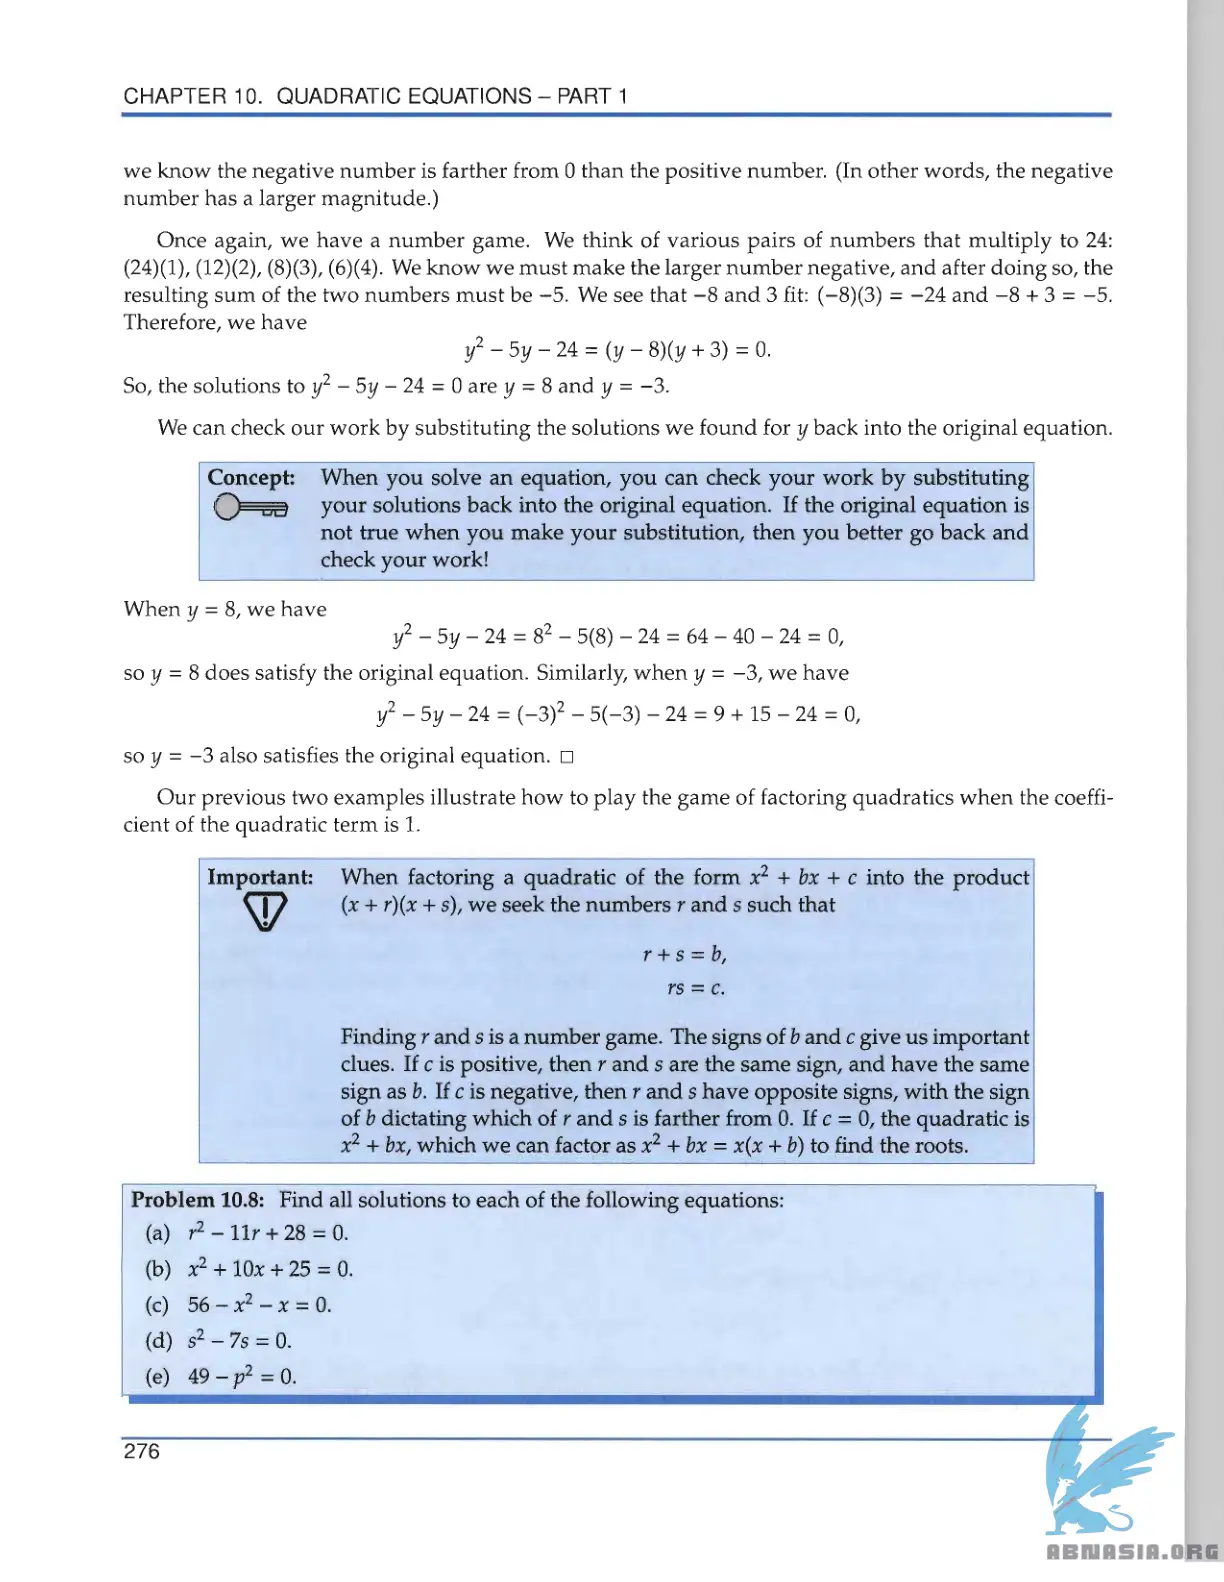 CHAPTER 10. QUADRATIC EQUATIONS – PART 1
we know the negative number is farther from 0 than the positive number. (In other words, the negative
number has a larger magnitude.)
Once again, we have a number game. We think of various pairs of numbers that multiply to 24:
(24)(1), (12)(2), (8)(3), (6)(4). We know we must make the larger number negative, and after doing so, the
resulting sum of the two numbers must be −5. We see that −8 and 3 fit: (−8)(3) = −24 and −8 + 3 = −5.
Therefore, we have
y² − 5y − 24 = (y − 8)(y + 3) = 0.
So, the solutions to y² − 5y − 24 = 0 are y = 8 and y = −3.
We can check our work by substituting the solutions we found for y back into the original equation.
Concept: When you solve an equation, you can check your work by substituting
your solutions back into the original equation. If the original equation is
not true when you make your substitution, then you better go back and
check your work!
When y = 8, we have
y² − 5y − 24 = 8² − 5(8) − 24 = 64 − 40 − 24 = 0,
so y = 8 does satisfy the original equation. Similarly, when y = −3, we have
y² − 5y − 24 = (−3)² − 5(−3) − 24 = 9 + 15 − 24 = 0,
so y = −3 also satisfies the original equation. □
Our previous two examples illustrate how to play the game of factoring quadratics when the coeffi-
cient of the quadratic term is 1.
Important: When factoring a quadratic of the form x² + bx + c into the product
(x + r)(x + s), we seek the numbers r and s such that
r + s = b,
rs = c.
Finding r and s is a number game. The signs of b and c give us important
clues. If c is positive, then r and s are the same sign, and have the same
sign as b. If c is negative, then r and s have opposite signs, with the sign
of b dictating which of r and s is farther from 0. If c = 0, the quadratic is
x² + bx, which we can factor as x² + bx = x(x + b) to find the roots.
Problem 10.8: Find all solutions to each of the following equations:
(a) r² − 11r + 28 = 0.
(b) x² + 10x + 25 = 0.
(c) 56 − x² − x = 0.
(d) s² − 7s = 0.
(e) 49 − p² = 0.
276
ABNASIA.ORG